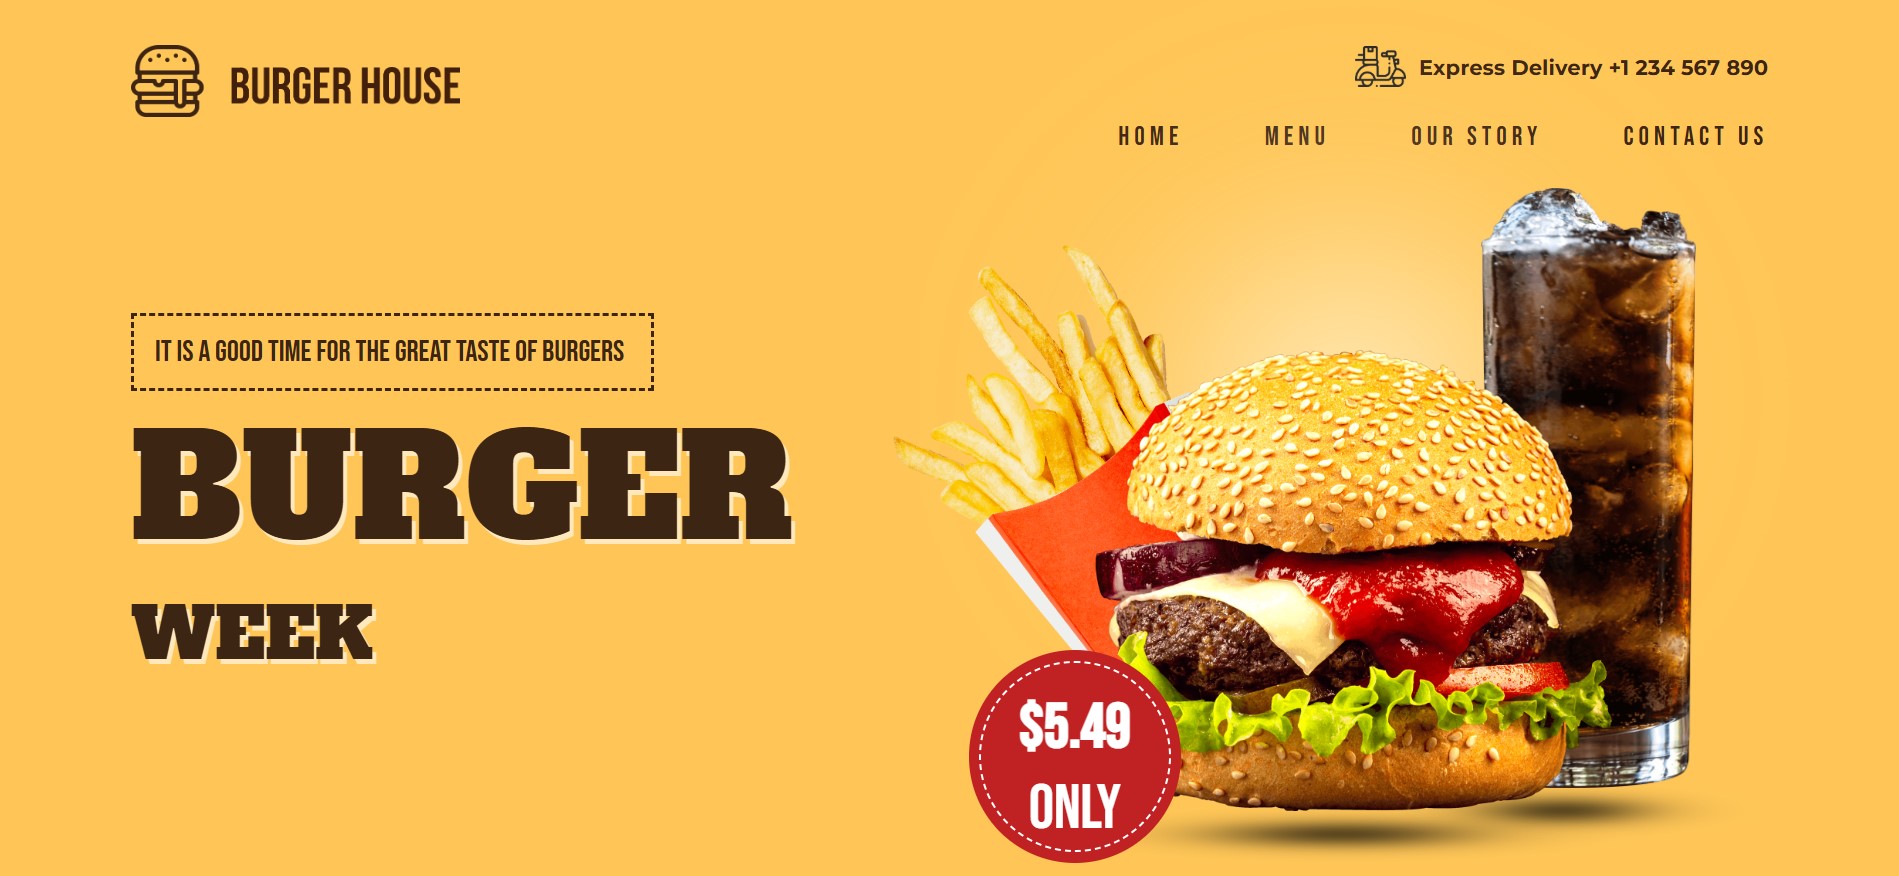 BURGER HOUSE
Express Delivery +1 234 567 890
HOME
MENU
OUR STORY
CONTACT US
IT IS A GOOD TIME FOR THE GREAT TASTE OF BURGERS
BURGER
WEEK
$5.49
ONLY